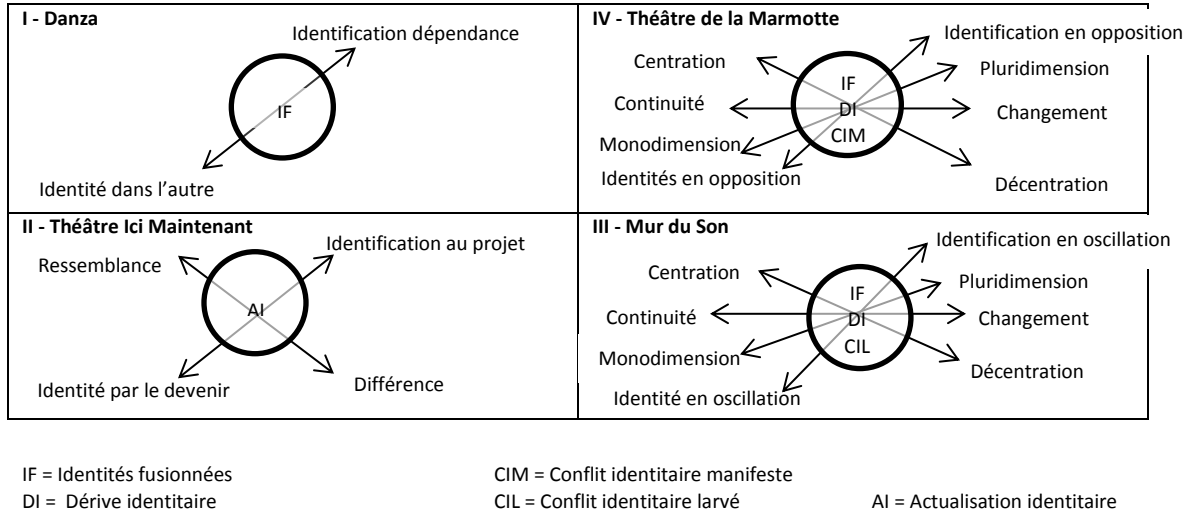 I - Danza
Identification dépendance
IF
Identité dans l’autre
IV - Théâtre de la Marmotte
Identification en opposition
Centration
Pluridimension
IF
Continuité
DI
Changement
CIM
Monodimension
Identités en opposition
Décentration
II - Théâtre Ici Maintenant
Identification au projet
Ressemblance
AI
Identité par le devenir
Différence
III - Mur du Son
Identification en oscillation
Centration
Pluridimension
IF
Continuité
DI
Changement
CIL
Monodimension
Décentration
Identité en oscillation
IF = Identités fusionnées
CIM = Conflit identitaire manifeste
DI = Dérive identitaire
CIL = Conflit identitaire larvé
AI = Actualisation identitaire